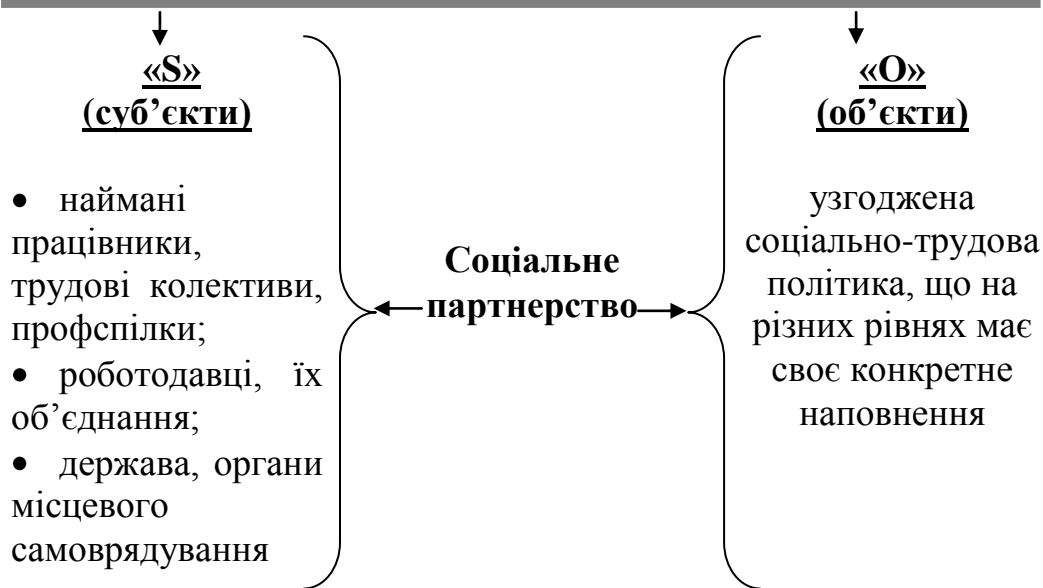 «S»
(суб’єкти)
• наймані
працівники,
трудові колективи,
профспілки;
• роботодавці, їх
об’єднання;
• держава, органи
місцевого
самоврядування
Соціальне
партнерство
«О»
(об’єкти)
узгоджена
соціально-трудова
політика, що на
різних рівнях має
своє конкретне
наповнення